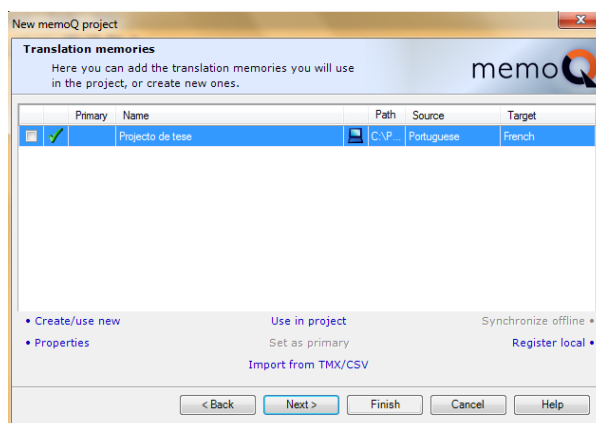 New memoQ project
Translation memories
Here you can add the translation memories you will use
in the project, or create new ones.
memoQ
Primary Name Path Source Target
Projecto de tese C:\P... Portuguese French
• Create/use new Use in project Synchronize offline •
• Properties Set as primary Register local •
Import from TMX/CSV
< Back Next > Finish Cancel Help